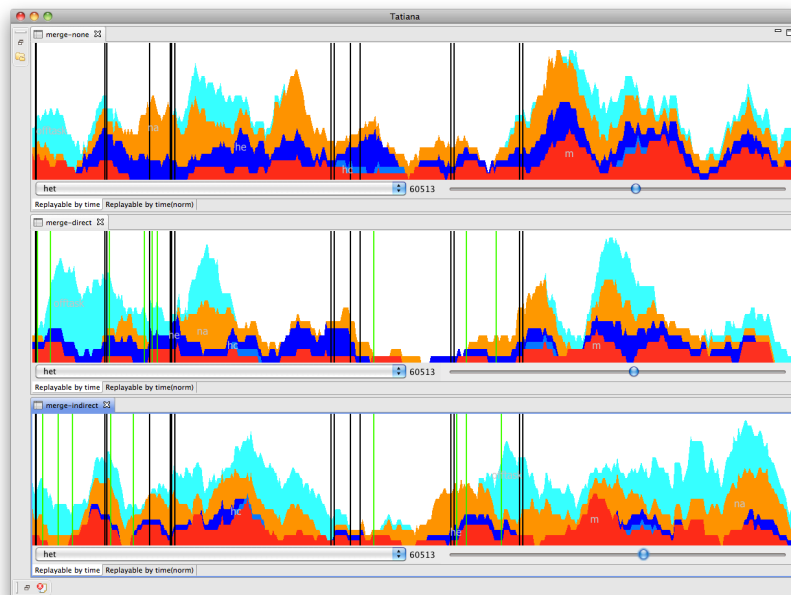 Tatiana
merge-none
na
he
hc
m
het 60513
Replayable by time Replayable by time(norm)
merge-direct
he
na
hc
m
het 60513
Replayable by time Replayable by time(norm)
merge-indirect
hc
he
m
na
het 60513
Replayable by time Replayable by time(norm)